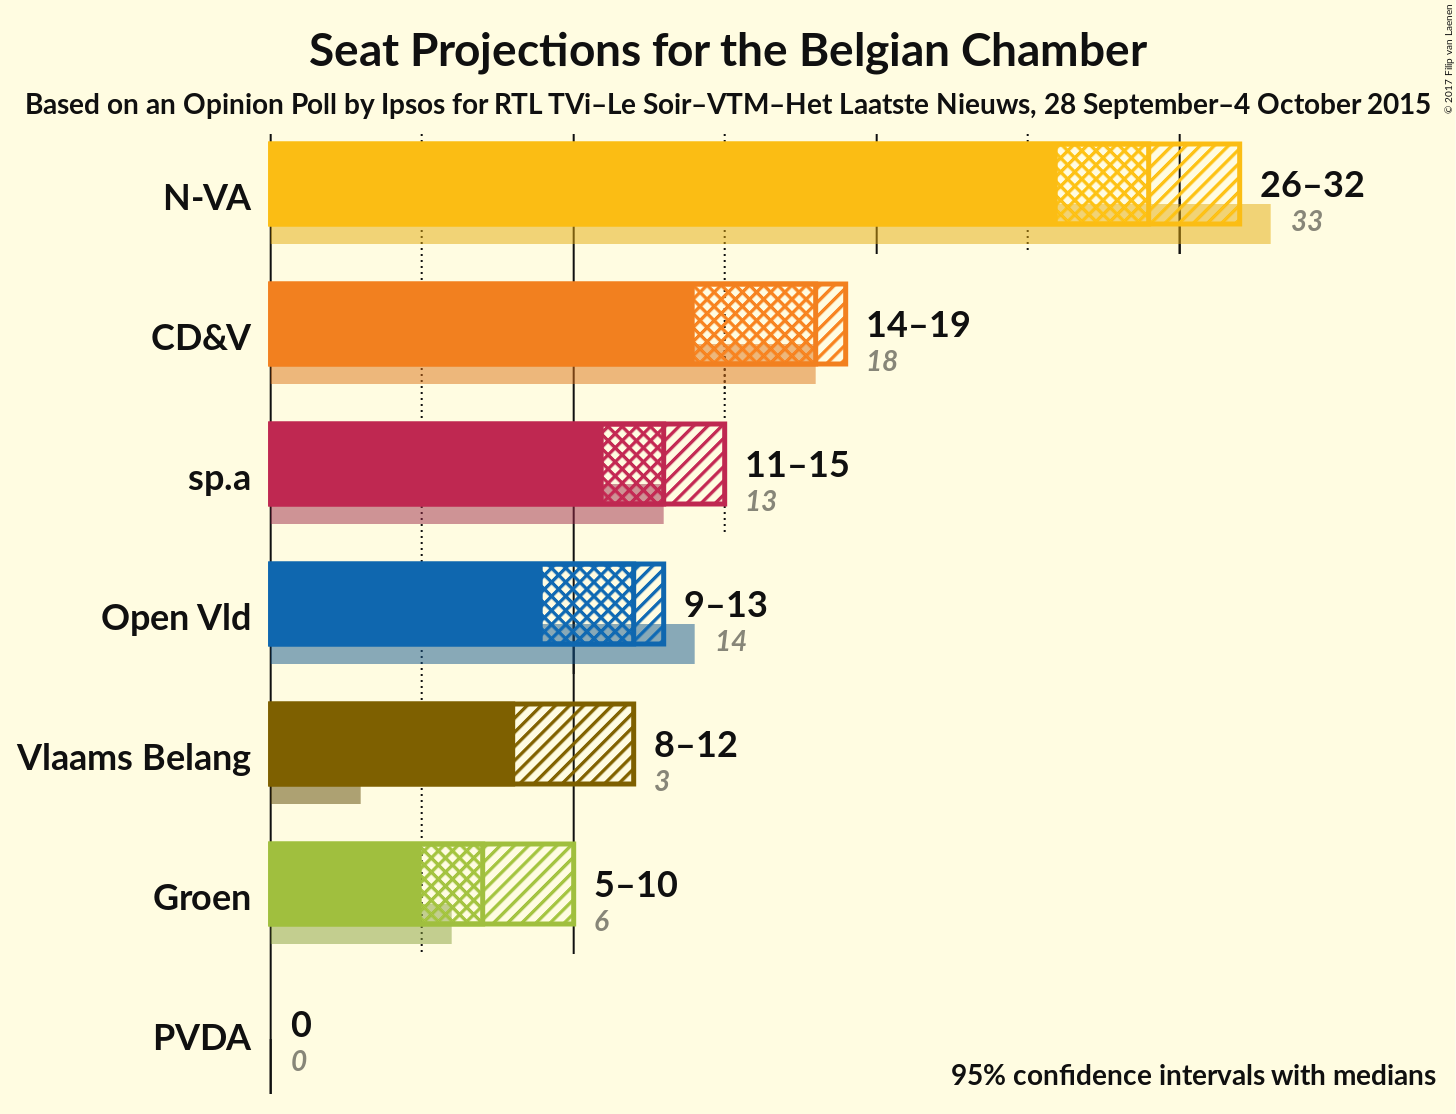 Seat Projections for the Belgian Chamber
Based on an Opinion Poll by Ipsos for RTL TVi–Le Soir–VTM–Het Laatste Nieuws, 28 September–4 October 2015
© 2017 Filip van Laenen
N-VA
26–32
33
CD&V
14–19
18
sp.a
11–15
13
Open Vld
9–13
14
Vlaams Belang
8–12
3
Groen
5–10
6
PVDA
0
0
95% confidence intervals with medians